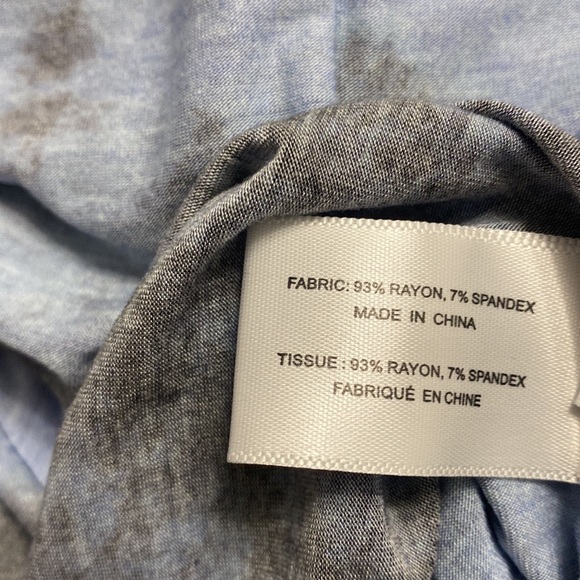 FABRIC: 93% RAYON, 7% SPANDEX
MADE IN CHINA
TISSUE : 93% RAYON, 7% SPANDEX
FABRIQUÉ EN CHINE